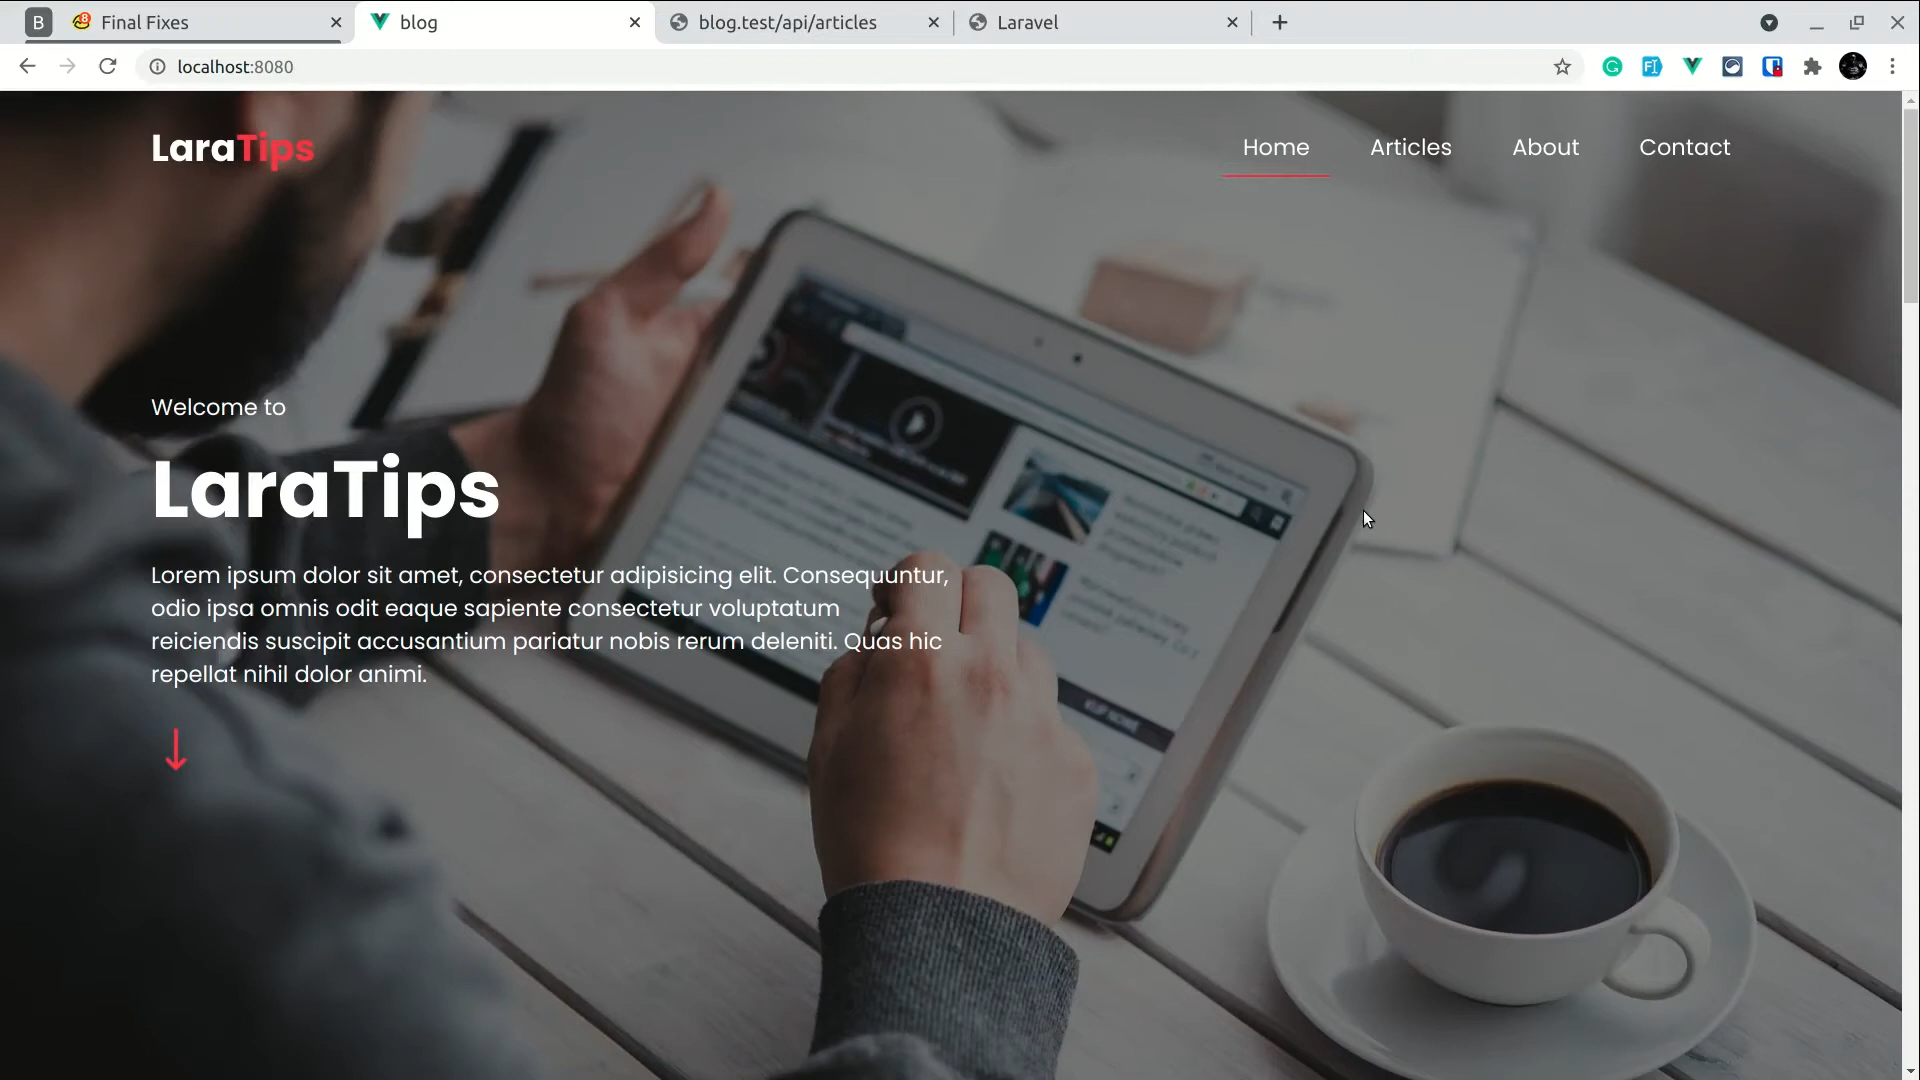 B
8
Final Fixes
blog
blog.test/api/articles
Laravel
localhost:8080
LaraTips
Home
Articles
About
Contact
Welcome to
LaraTips
Lorem ipsum dolor sit amet, consectetur adipisicing elit. Consequuntur,
odio ipsa omnis odit eaque sapiente consectetur voluptatum
reiciendis suscipit accusantium pariatur nobis rerum deleniti. Quas hic
repellat nihil dolor animi.